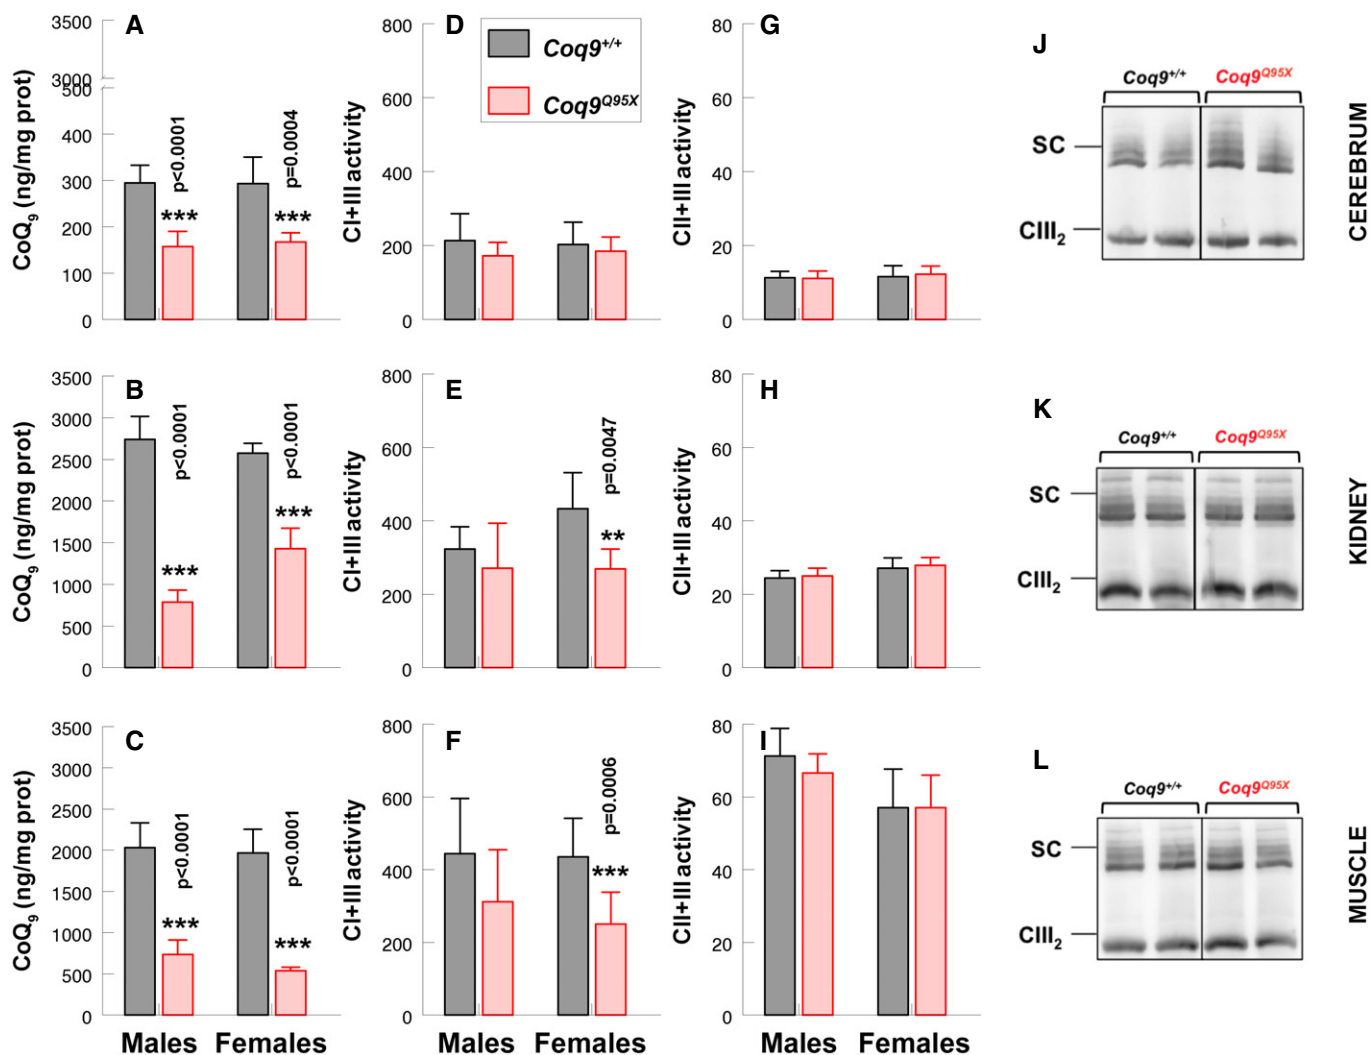 A
3500
3000
500
400
300
200
100
0
CoQ9 (ng/mg prot)
p<0.0001
***
p=0.0004
***
D
800
600
400
200
0
CI+III activity
Coq9+/+
Coq9Q95X
G
80
60
40
20
0
CII+III activity
J
Coq9+/+ Coq9Q95X
SC
CIII2
CEREBRUM
B
3500
3000
2500
2000
1500
1000
500
0
CoQ9 (ng/mg prot)
p<0.0001
***
p<0.0001
***
E
800
600
400
200
0
CI+III activity
p=0.0047
**
H
80
60
40
20
0
CII+III activity
K
Coq9+/+ Coq9Q95X
SC
CIII2
KIDNEY
C
3500
3000
2500
2000
1500
1000
500
0
CoQ9 (ng/mg prot)
p<0.0001
***
p<0.0001
***
Males Females
F
800
600
400
200
0
CI+III activity
p=0.0006
***
Males Females
I
80
60
40
20
0
CII+III activity
Males Females
L
Coq9+/+ Coq9Q95X
SC
CIII2
MUSCLE